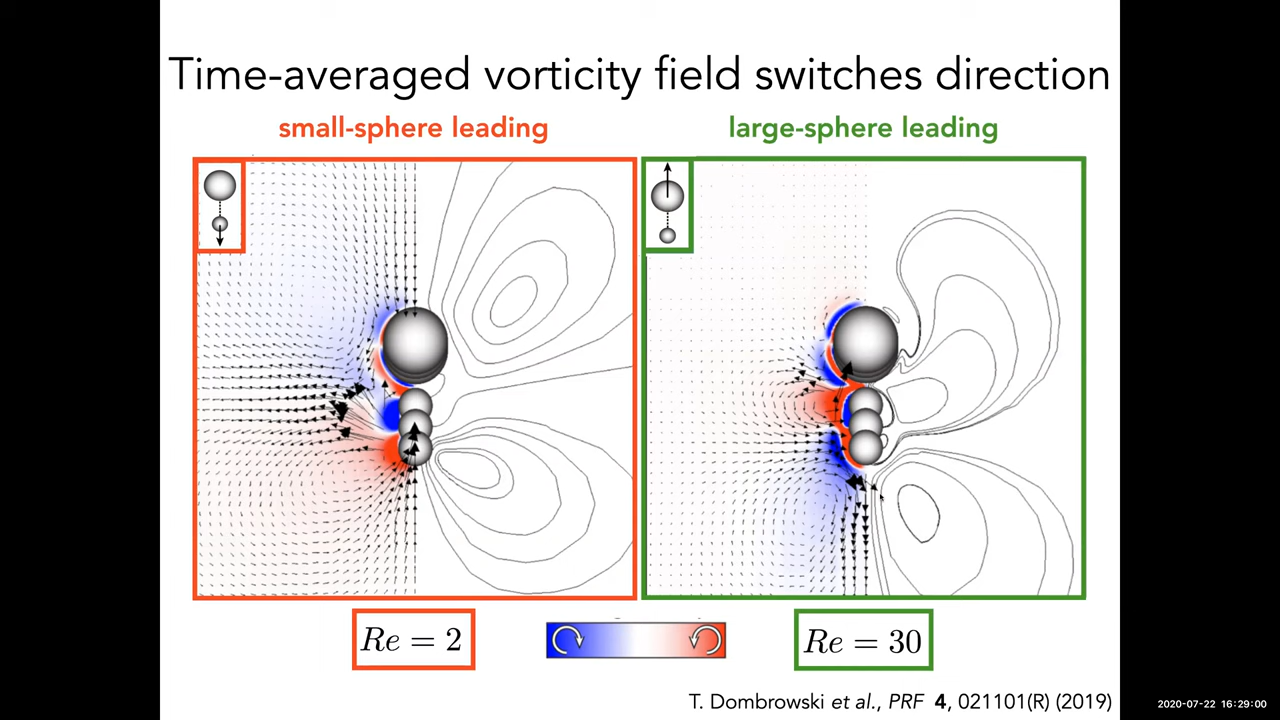 Time-averaged vorticity field switches direction
small-sphere leading
large-sphere leading
Re = 2
Re = 30
T. Dombrowski et al., PRF 4, 021101(R) (2019)
2020-07-22 16:29:00